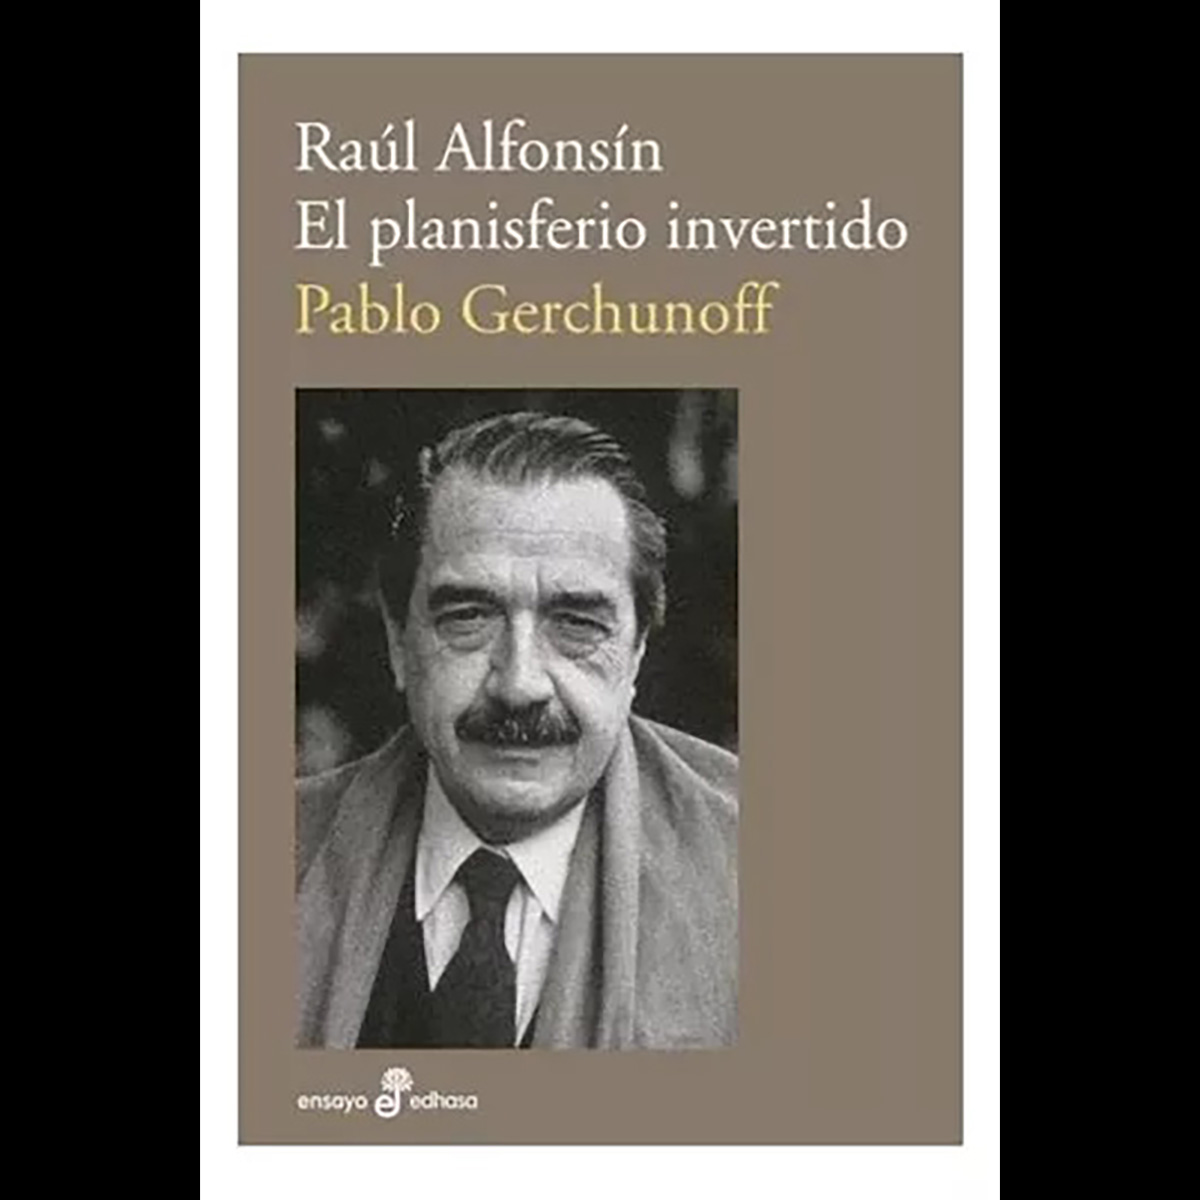 Raúl Alfonsín
El planisferio invertido
Pablo Gerchunoff
ensayo edhasa